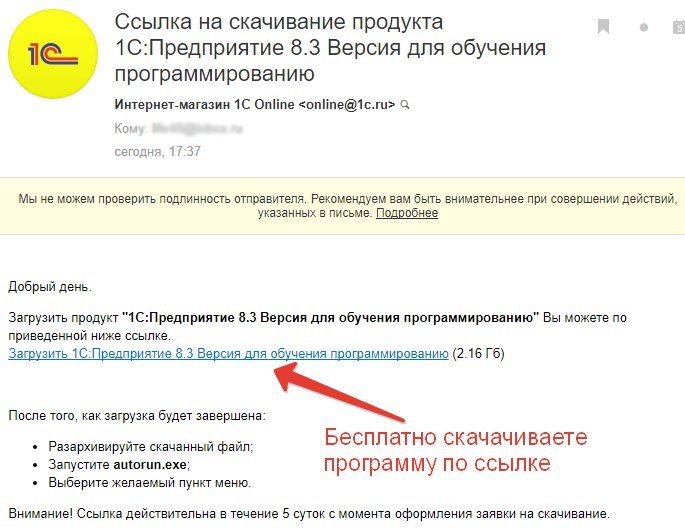 Ссылка на скачивание продукта
1С:Предприятие 8.3 Версия для обучения
программированию
1С
Интернет-магазин 1С Online <online@1c.ru>
Кому:
сегодня, 17:37
5
Мы не можем проверить подлинность отправителя. Рекомендуем вам быть внимательнее при совершении действий,
указанных в письме. Подробнее
Добрый день.
Загрузить продукт "1С:Предприятие 8.3 Версия для обучения программированию" Вы можете по
приведенной ниже ссылке.
Загрузить 1С:Предприятие 8.3 Версия для обучения программированию (2.16 Гб)
После того, как загрузка будет завершена:
• Разархивируйте скачанный файл;
• Запустите autorun.exe;
• Выберите желаемый пункт меню.
Бесплатно скачачиваете
программу по ссылке
Внимание! Ссылка действительна в течение 5 суток с момента оформления заявки на скачивание.